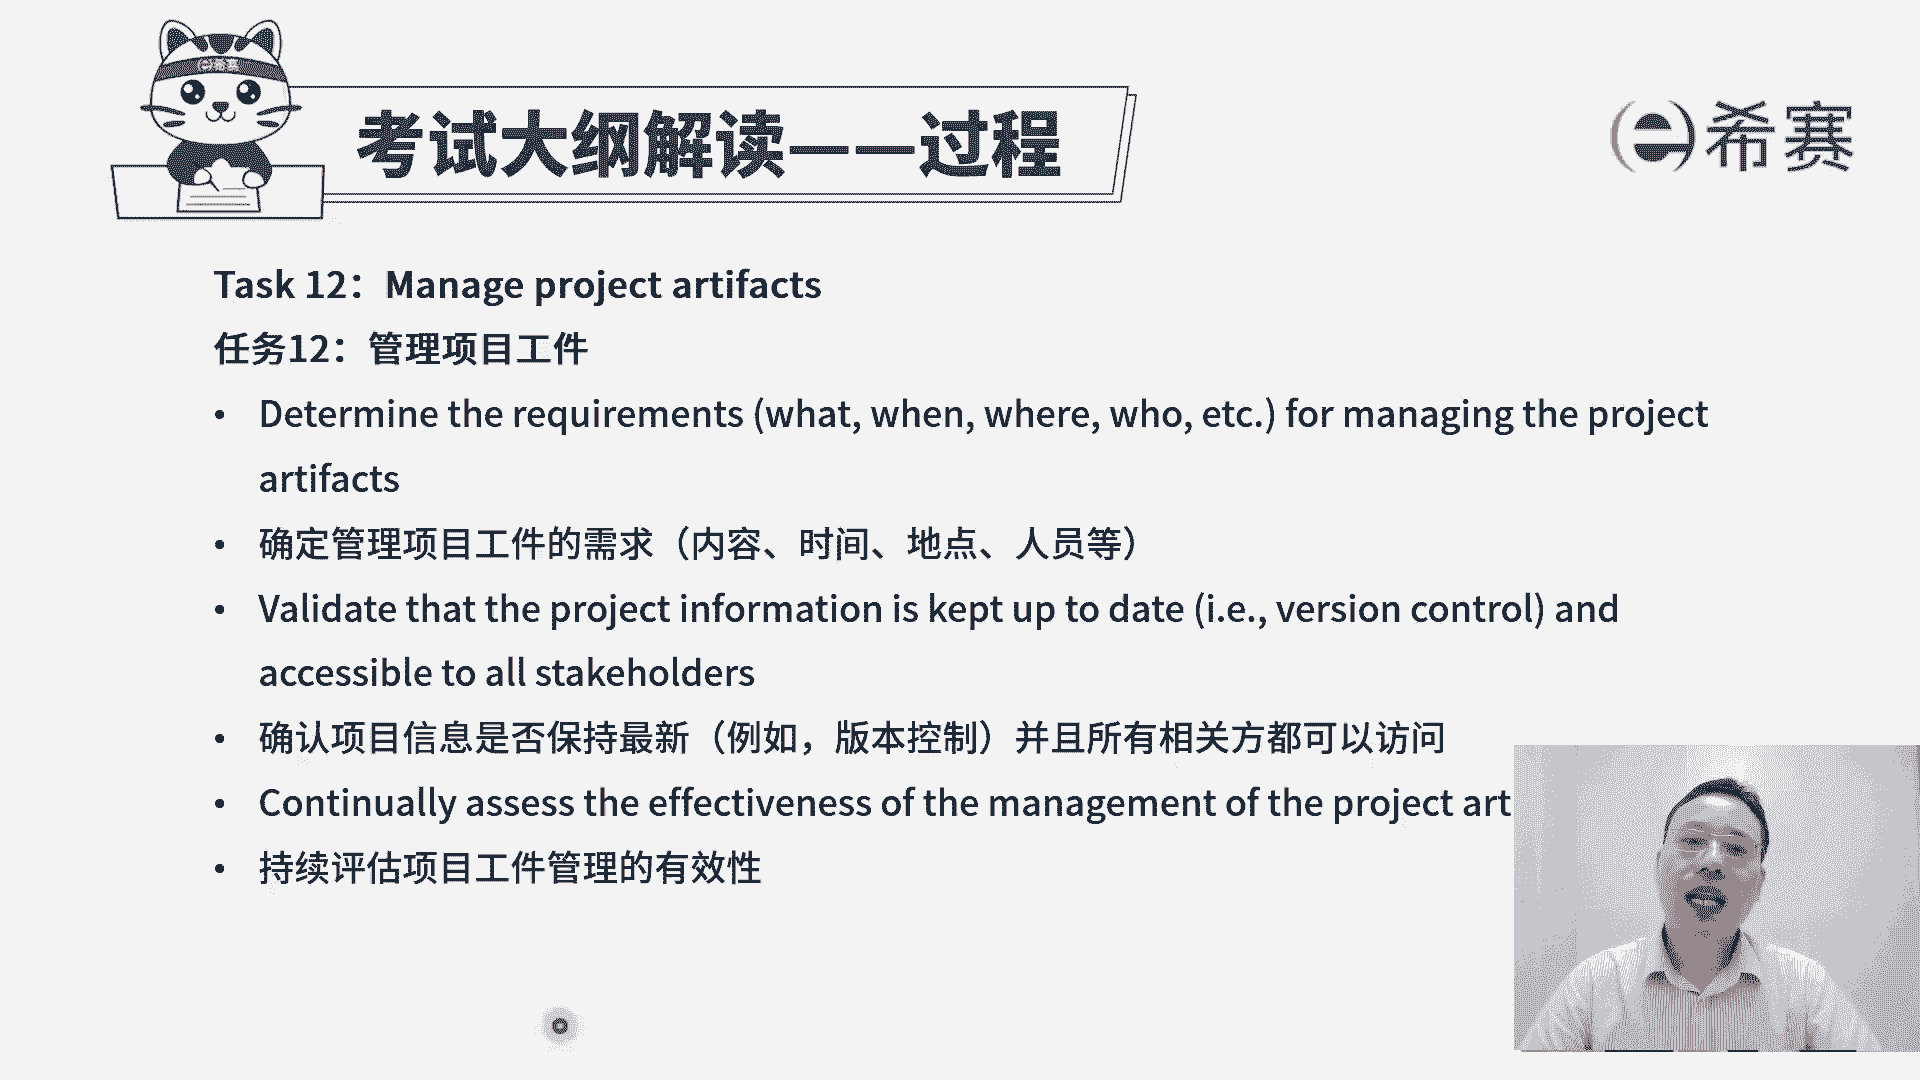 希赛
考试大纲解读——过程
希赛
Task 12：Manage project artifacts
任务12：管理项目工件
• Determine the requirements (what, when, where, who, etc.) for managing the project
artifacts
• 确定管理项目工件的需求（内容、时间、地点、人员等）
• Validate that the project information is kept up to date (i.e., version control) and
accessible to all stakeholders
• 确认项目信息是否保持最新（例如，版本控制）并且所有相关方都可以访问
• Continually assess the effectiveness of the management of the project art
• 持续评估项目工件管理的有效性